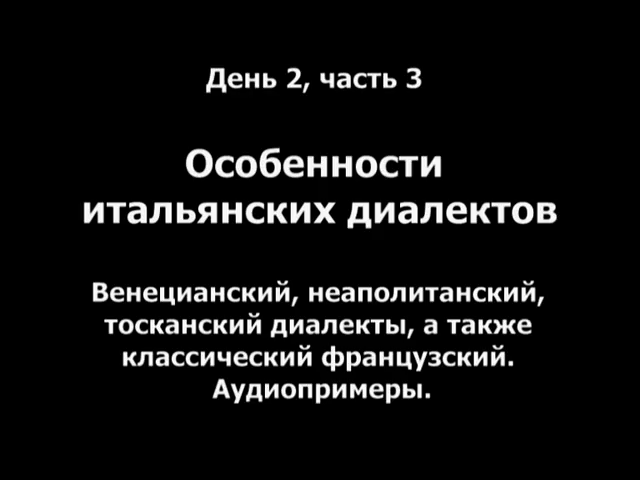 День 2, часть 3
Особенности
итальянских диалектов
Венецианский, неаполитанский,
тосканский диалекты, а также
классический французский.
Аудиопримеры.